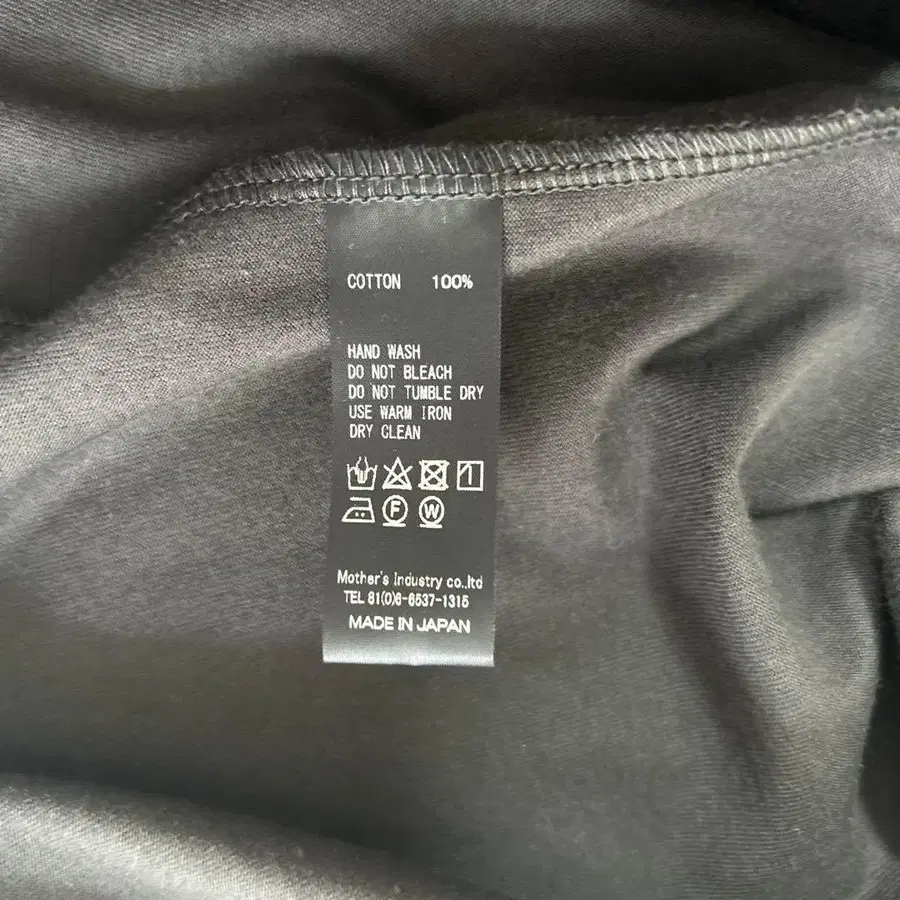 COTTON 100%
HAND WASH
DO NOT BLEACH
DO NOT TUMBLE DRY
USE WARM IRON
DRY CLEAN
F W
Mother's Industry co.,ltd
TEL 81(0)6-6537-1315
MADE IN JAPAN